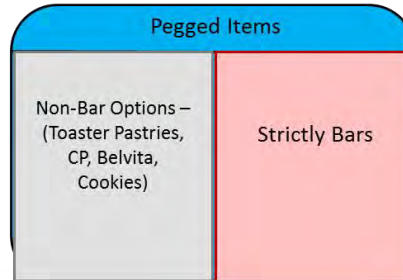 Pegged Items
Non-Bar Options –
(Toaster Pastries,
CP, Belvita,
Cookies)
Strictly Bars